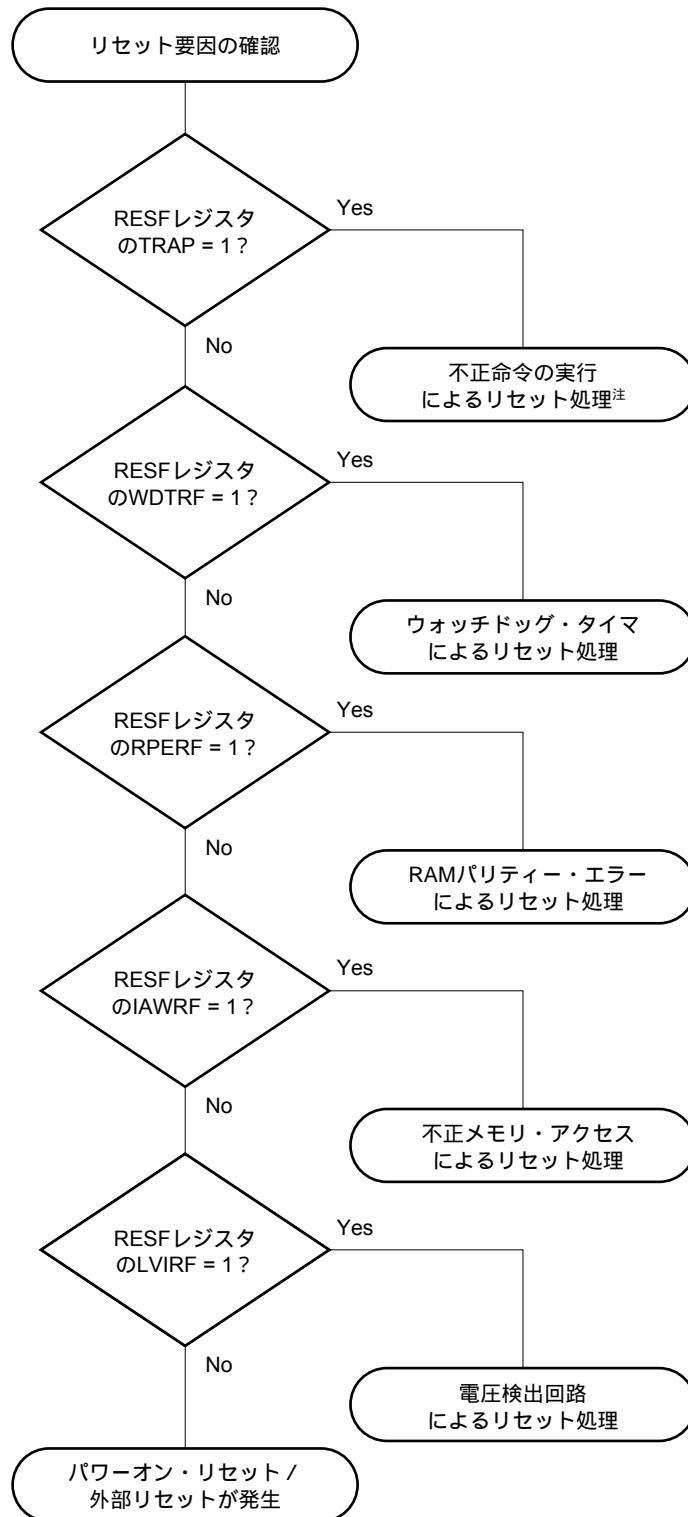 リセット要因の確認
RESFレジスタ
のTRAP = 1？
Yes
No
不正命令の実行
によるリセット処理注
RESFレジスタ
のWDTRF = 1？
Yes
No
ウォッチドッグ・タイマ
によるリセット処理
RESFレジスタ
のRPERF = 1？
Yes
No
RAMパリティー・エラー
によるリセット処理
RESFレジスタ
のIAWRF = 1？
Yes
No
不正メモリ・アクセス
によるリセット処理
RESFレジスタ
のLVIRF = 1？
Yes
No
電圧検出回路
によるリセット処理
パワーオン・リセット /
外部リセットが発生